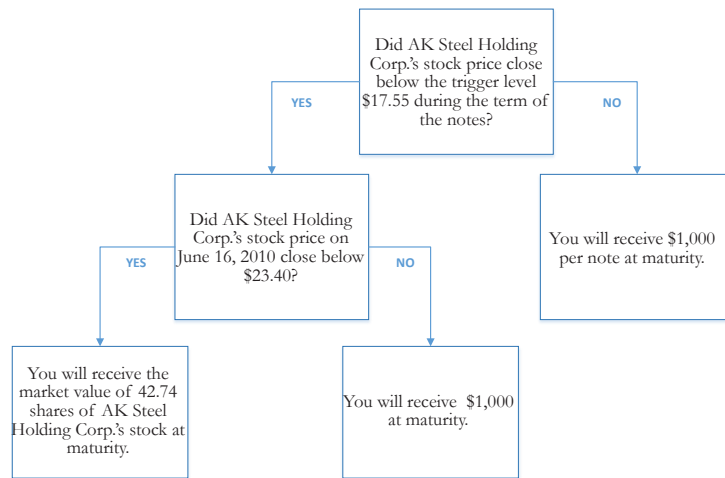 Did AK Steel Holding
Corp.'s stock price close
below the trigger level
$17.55 during the term of
the notes?
YES
NO
Did AK Steel Holding
Corp.'s stock price on
June 16, 2010 close below
$23.40?
You will receive $1,000
per note at maturity.
YES
NO
You will receive the
market value of 42.74
shares of AK Steel
Holding Corp.'s stock at
maturity.
You will receive $1,000
at maturity.